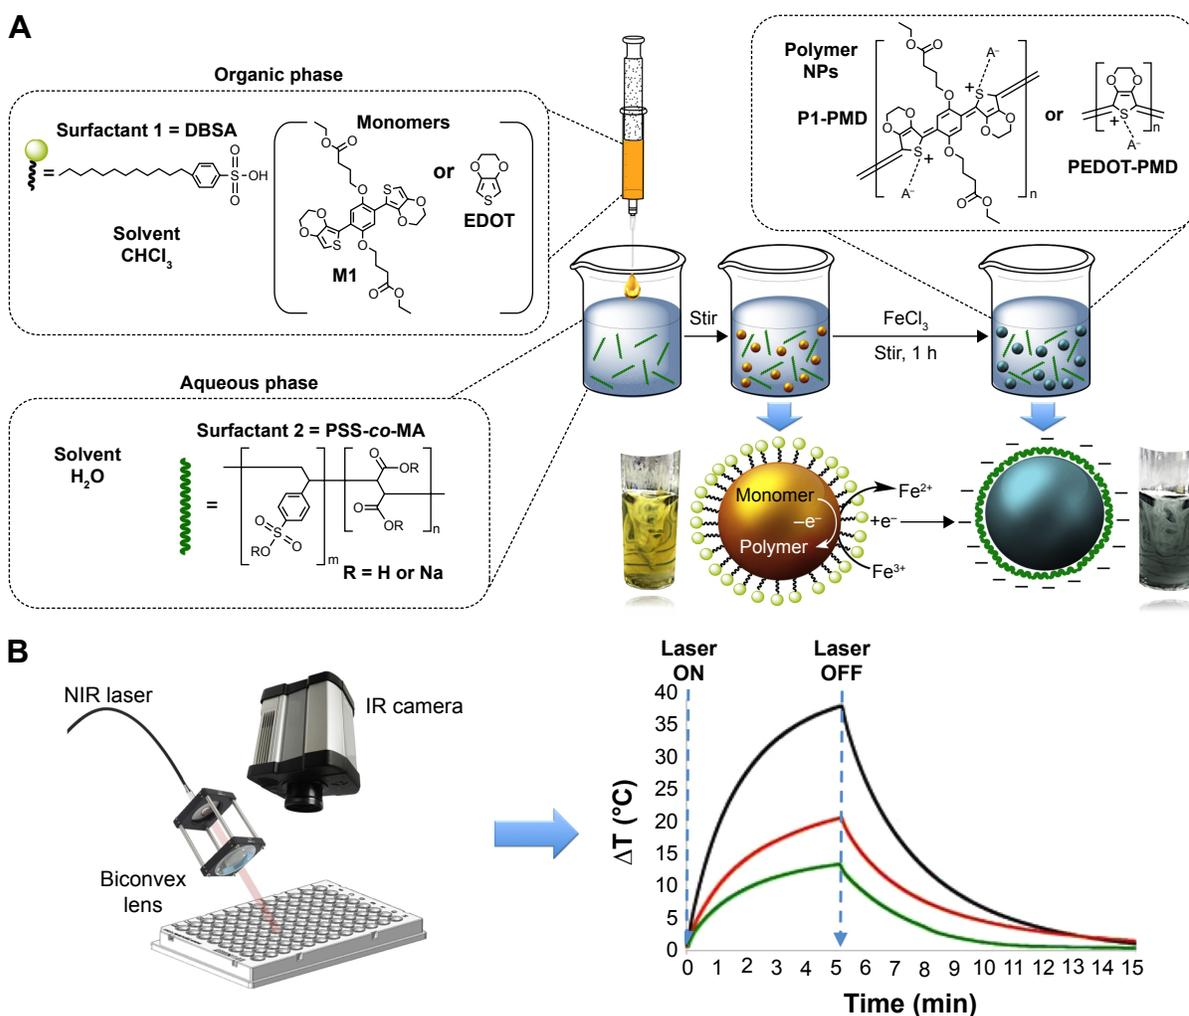 A
Organic phase
Surfactant 1 = DBSA
=
O
S
OH
O
Solvent
CHCl3
Monomers
O
O
O
S
O
O
O
O
S
O
O
O
M1
or
O O
S
EDOT
Polymer
NPs
P1-PMD
O
O
A–
O
S
+
O
O
O
O
S
+
O
A–
O
O
n
or
O O
S
+
n
A–
PEDOT-PMD
Stir
FeCl3
Stir, 1 h
Aqueous phase
Solvent
H2O
Surfactant 2 = PSS-co-MA
=
O
S
O
RO
m
O
OR
O
OR
n
R = H or Na
Monomer
–e–
Polymer
Fe2+
+e–
Fe3+
B
NIR laser
IR camera
Biconvex
lens
Laser
ON
Laser
OFF
ΔT (°C)
40
35
30
25
20
15
10
5
0
0 1 2 3 4 5 6 7 8 9 10 11 12 13 14 15
Time (min)